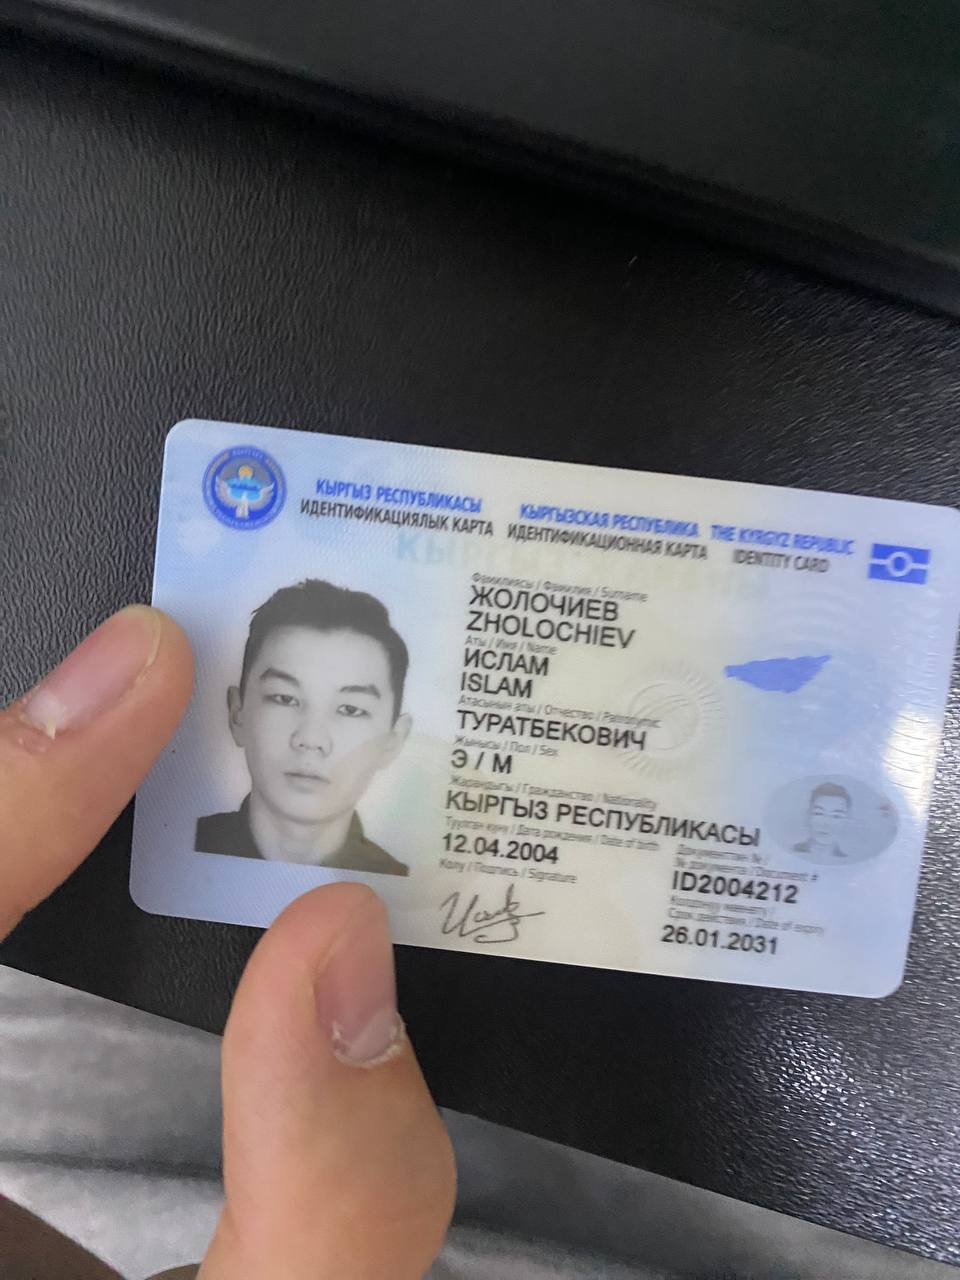 КЫРГЫЗ РЕСПУБЛИКАСЫ КЫРГЫЗСКАЯ РЕСПУБЛИКА THE KYRGYZ REPUBLIC
ИДЕНТИФИКАЦИЯЛЫК КАРТА ИДЕНТИФИКАЦИОННАЯ КАРТА IDENTITY CARD
Фамилиясы / Фамилия / Surname
ЖОЛОЧИЕВ
ZHOLOCHIEV
Аты / Имя / Name
ИСЛАМ
ISLAM
Атасынын аты / Отчество / Patronymic
ТУРАТБЕКОВИЧ
Жынысы / Пол / Sex
Э / М
Жарандыгы / Гражданство / Nationality
КЫРГЫЗ РЕСПУБЛИКАСЫ
Туулган күнү / Дата рождения / Date of birth
12.04.2004
Документтин № /
№ документа / Document #
ID2004212
Колу / Подпись / Signature
Срок действия / Date of expiry
26.01.2031